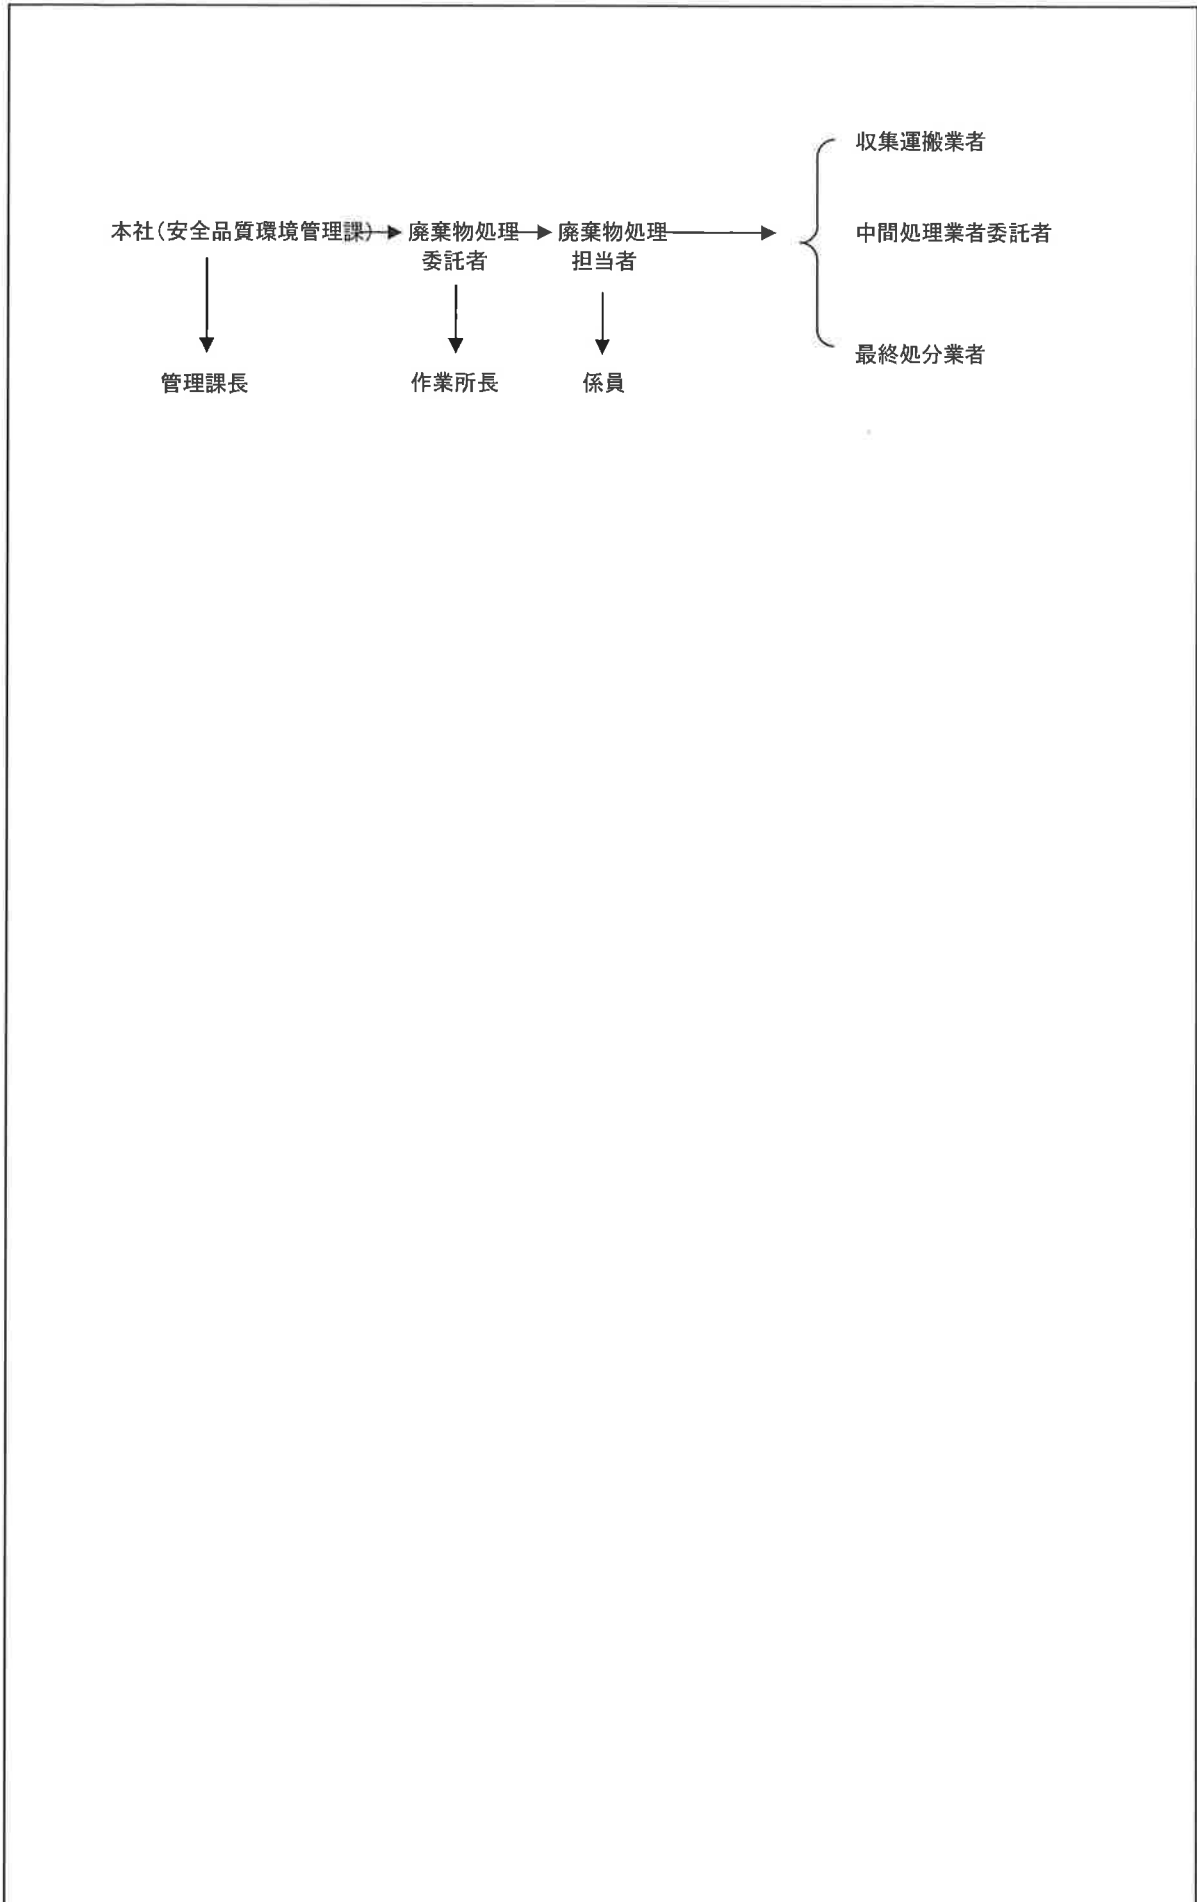 収集運搬業者
本社(安全品質環境管理課)
廃棄物処理
委託者
廃棄物処理
担当者
中間処理業者委託者
最終処分業者
管理課長
作業所長
係員